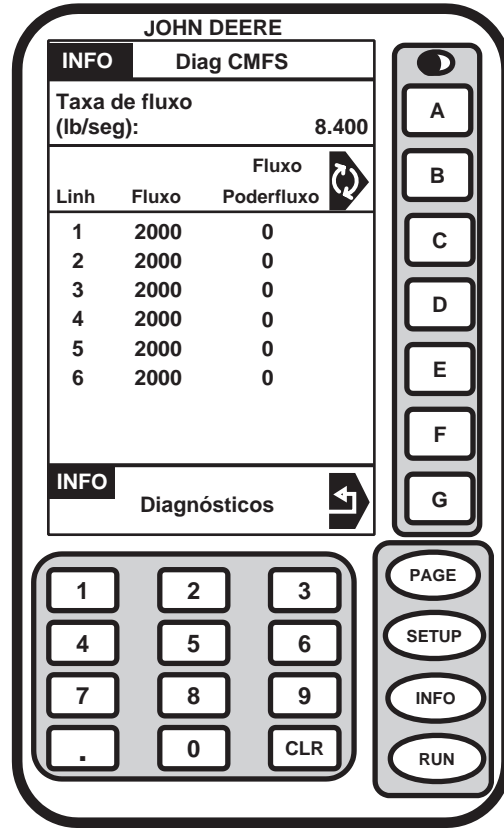 JOHN DEERE
INFO Diag CMFS
Taxa de fluxo
(lb/seg): 8.400
Fluxo
Linh Fluxo Poderfluxo
1 2000 0
2 2000 0
3 2000 0
4 2000 0
5 2000 0
6 2000 0
INFO
Diagnósticos
A
B
C
D
E
F
G
PAGE
SETUP
INFO
RUN
1 2 3
4 5 6
7 8 9
. 0 CLR